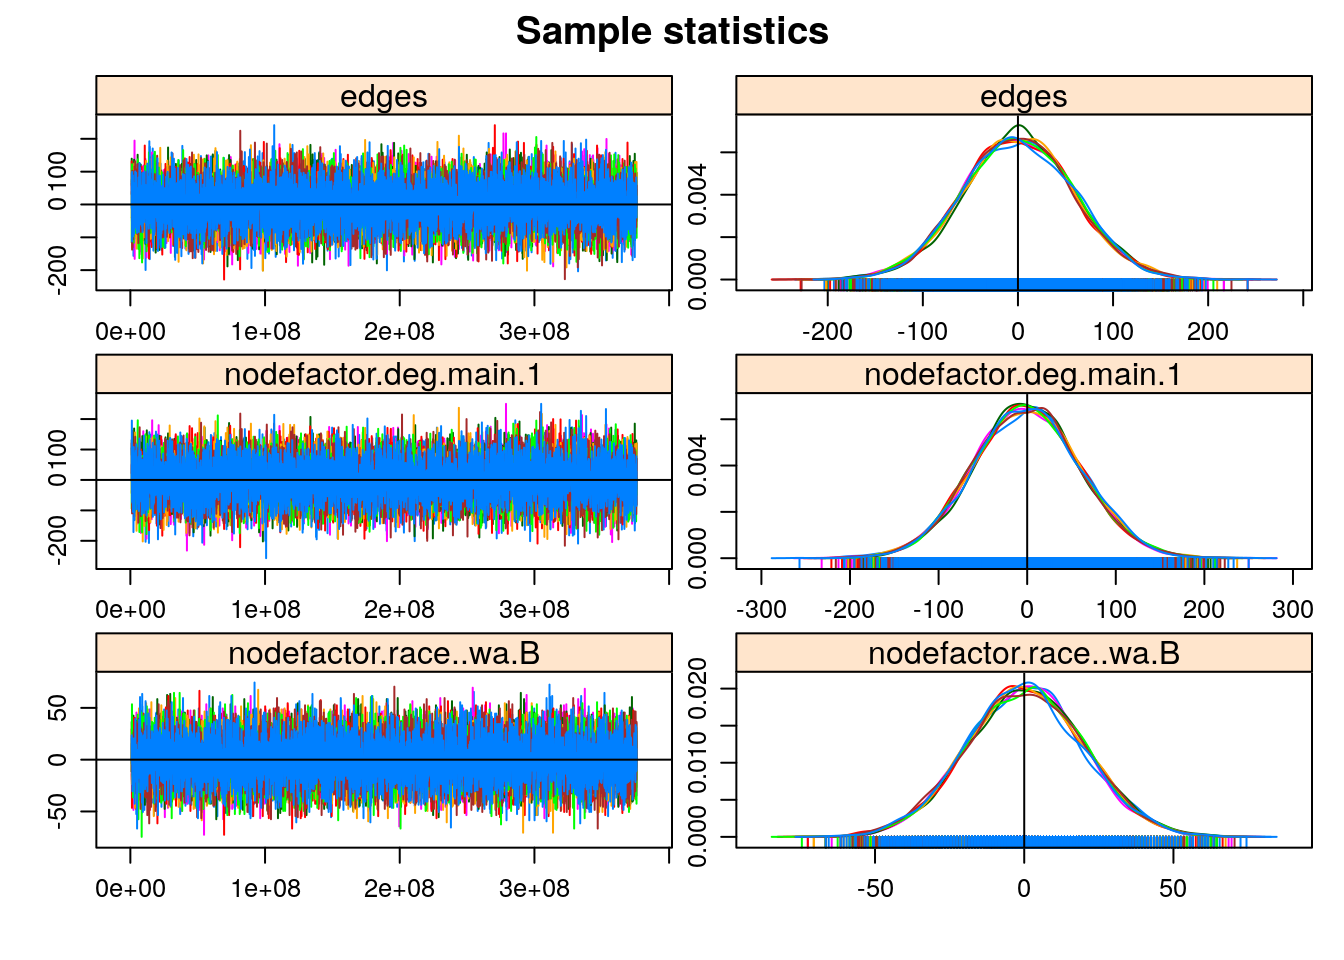 Sample statistics
edges edges
-200 0 100
0.000 0.004
0e+00 1e+08 2e+08 3e+08
-200 -100 0 100 200
nodefactor.deg.main.1 nodefactor.deg.main.1
-200 0 100
0.000 0.004
0e+00 1e+08 2e+08 3e+08
-300 -200 -100 0 100 200 300
nodefactor.race..wa.B nodefactor.race..wa.B
-50 0 50
0.000 0.010 0.020
0e+00 1e+08 2e+08 3e+08
-50 0 50